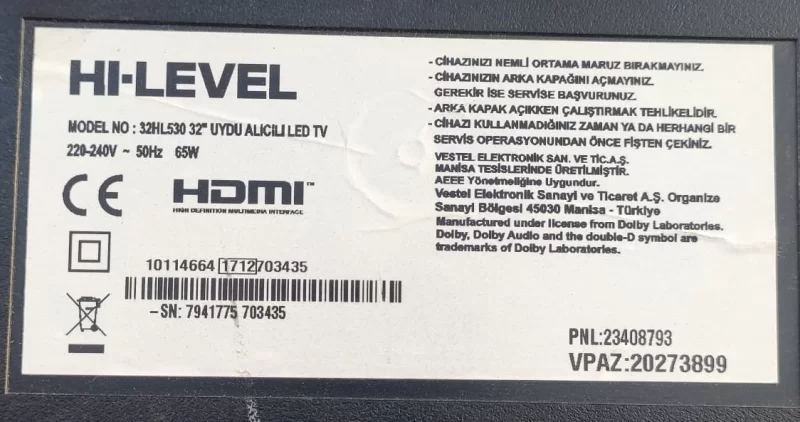 HI-LEVEL
MODEL NO : 32HL530 32" UYDU ALICILI LED TV
220-240V ~ 50Hz 65W
CE HDMI™
HIGH DEFINITION MULTIMEDIA INTERFACE
10114664 1712 703435
–SN: 7941775 703435
- CİHAZINIZI NEMLİ ORTAMA MARUZ BIRAKMAYINIZ.
- CİHAZINIZIN ARKA KAPAĞINI AÇMAYINIZ.
GEREKİR İSE SERVİSE BAŞVURUNUZ.
- ARKA KAPAK AÇIKKEN ÇALIŞTIRMAK TEHLİKELİDİR.
- CİHAZI KULLANMADIĞINIZ ZAMAN YA DA HERHANGİ BİR
SERVİS OPERASYONUNDAN ÖNCE FİŞTEN ÇEKİNİZ.
VESTEL ELEKTRONİK SAN. VE TİC.A.Ş.
MANİSA TESİSLERİNDE ÜRETİLMİŞTİR.
AEEE Yönetmeliğine Uygundur.
Vestel Elektronik Sanayi ve Ticaret A.Ş. Organize
Sanayi Bölgesi 45030 Manisa - Türkiye
Manufactured under license from Dolby Laboratories.
Dolby, Dolby Audio and the double-D symbol are
trademarks of Dolby Laboratories.
PNL:23408793
VPAZ:20273899